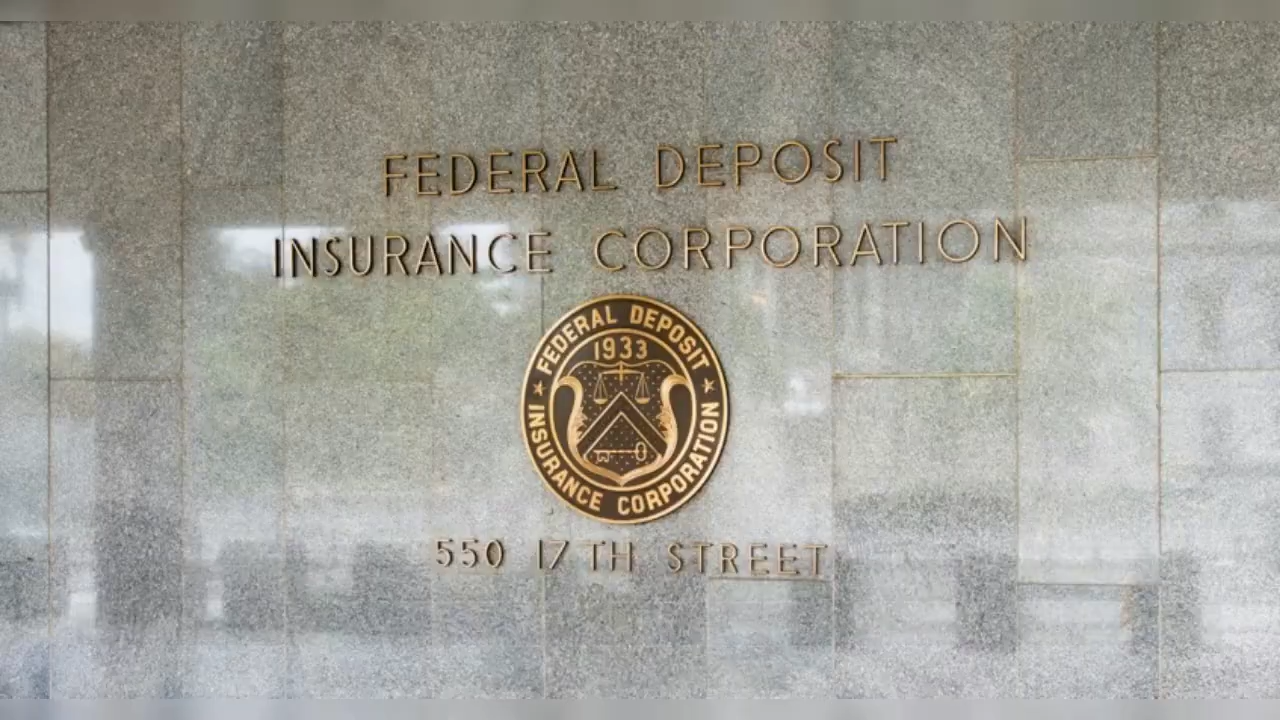 FEDERAL DEPOSIT
INSURANCE CORPORATION
FEDERAL DEPOSIT
1933
INSURANCE CORPORATION
550 17TH STREET